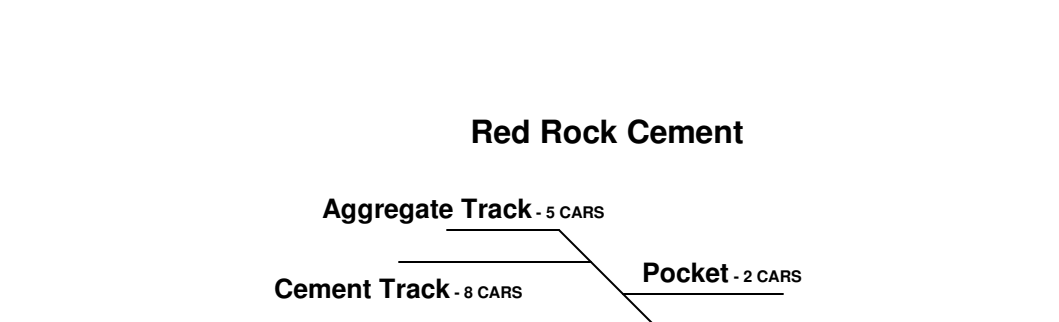 Red Rock Cement
Aggregate Track - 5 CARS
Pocket - 2 CARS
Cement Track - 8 CARS